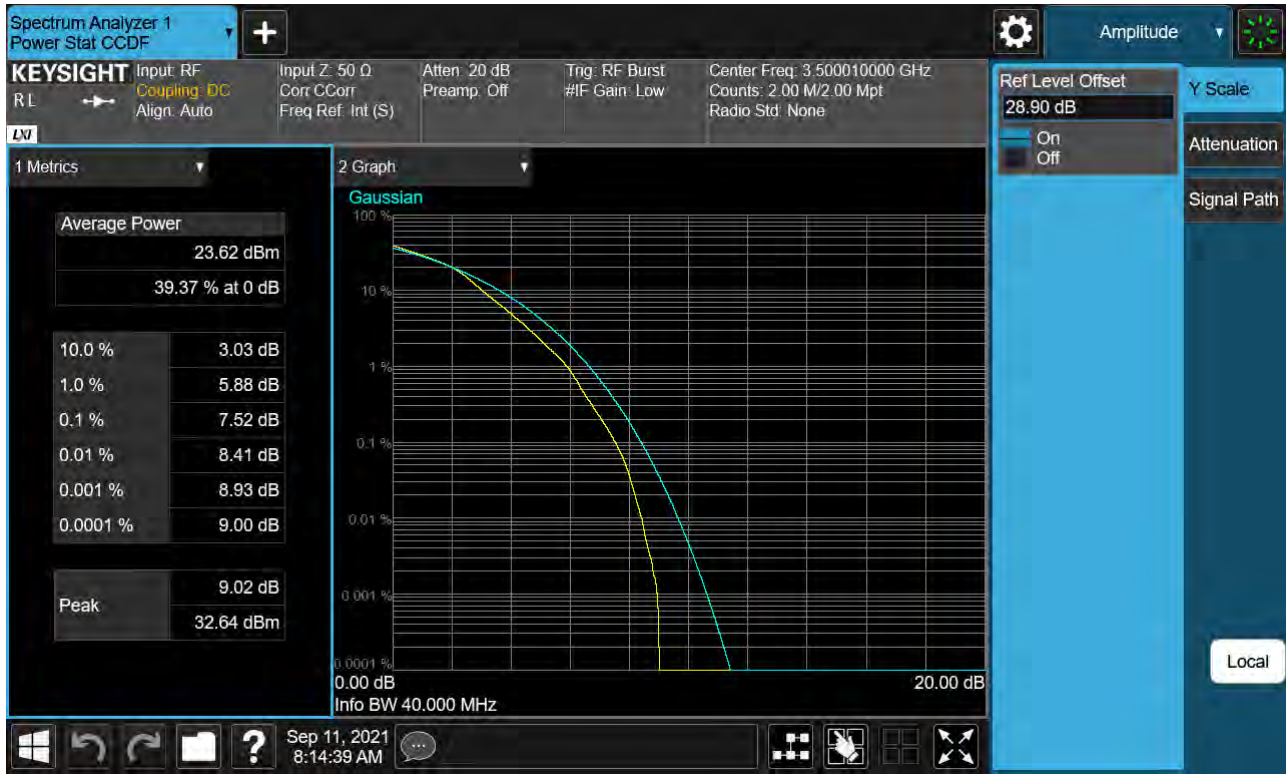 Spectrum Analyzer 1
Power Stat CCDF
+
Amplitude
KEYSIGHT
RL
LXI
Input: RF
Coupling: DC
Align: Auto
Input Z: 50 Ω
Corr CCorr
Freq Ref: Int (S)
Atten: 20 dB
Preamp: Off
Trig: RF Burst
#IF Gain: Low
Center Freq: 3.500010000 GHz
Counts: 2.00 M/2.00 Mpt
Radio Std: None
Ref Level Offset
28.90 dB
On
Off
Y Scale
Attenuation
Signal Path
Local
1 Metrics
Average Power
23.62 dBm
39.37 % at 0 dB
10.0 % 3.03 dB
1.0 % 5.88 dB
0.1 % 7.52 dB
0.01 % 8.41 dB
0.001 % 8.93 dB
0.0001 % 9.00 dB
Peak
9.02 dB
32.64 dBm
2 Graph
Gaussian
100 %
10 %
1 %
0.1 %
0.01 %
0.001 %
0.0001 %
0.00 dB 20.00 dB
Info BW 40.000 MHz
?
Sep 11, 2021
8:14:39 AM